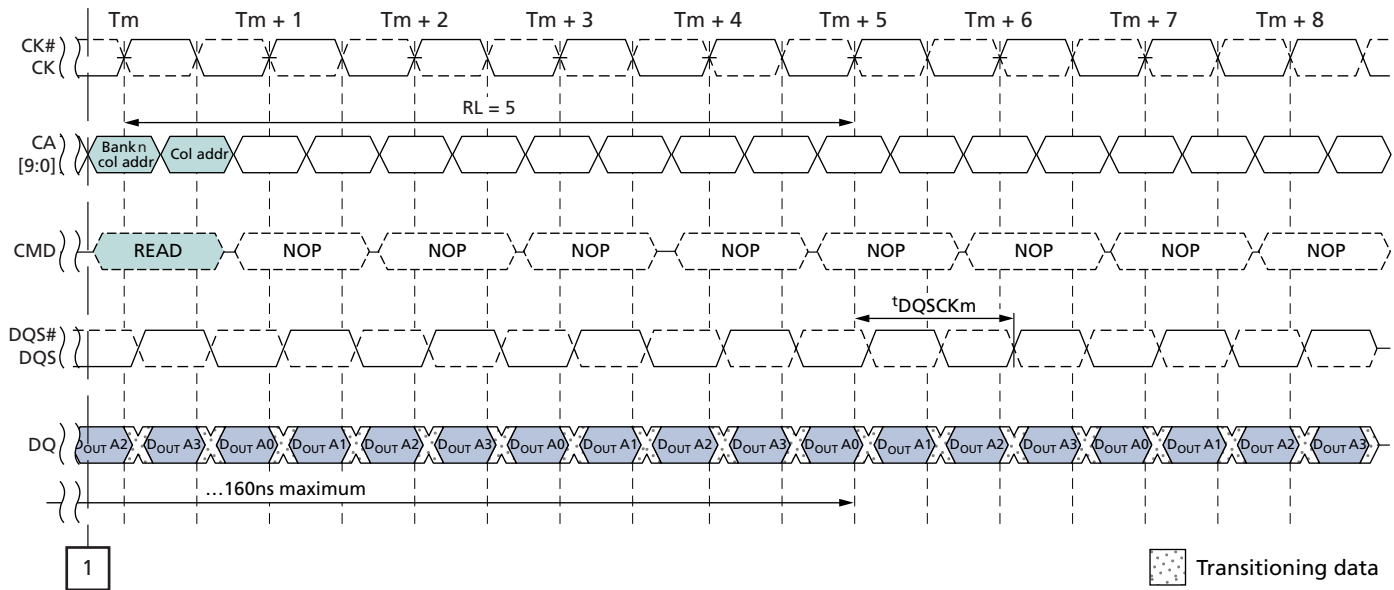 Tm Tm + 1 Tm + 2 Tm + 3 Tm + 4 Tm + 5 Tm + 6 Tm + 7 Tm + 8
CK#
CK
RL = 5
CA
[9:0]
Bank n
col addr
Col addr
CMD READ NOP NOP NOP NOP NOP NOP NOP NOP
tDQSCKm
DQS#
DQS
DQ DOUT A2 DOUT A3 DOUT A0 DOUT A1 DOUT A2 DOUT A3 DOUT A0 DOUT A1 DOUT A2 DOUT A3 DOUT A0 DOUT A1 DOUT A2 DOUT A3 DOUT A0 DOUT A1 DOUT A2 DOUT A3
...160ns maximum
1
Transitioning data